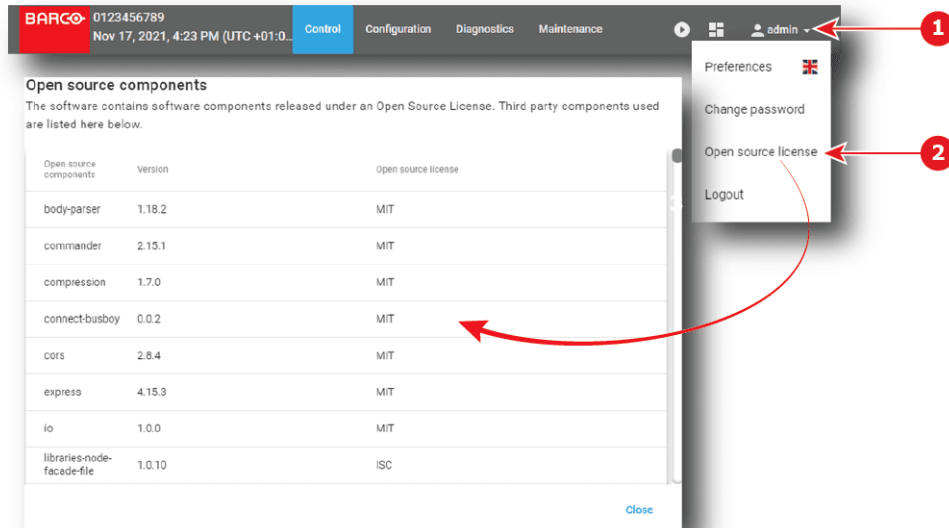 BARCO 0123456789
Nov 17, 2021, 4:23 PM (UTC +01:0...
Control Configuration Diagnostics Maintenance admin
1
Preferences
Change password
Open source license
2
Logout
Open source components
The software contains software components released under an Open Source License. Third party components used
are listed here below.
Open source
components Version Open source license
body-parser 1.18.2 MIT
commander 2.15.1 MIT
compression 1.7.0 MIT
connect-busboy 0.0.2 MIT
cors 2.8.4 MIT
express 4.15.3 MIT
io 1.0.0 MIT
libraries-node-
facade-file 1.0.10 ISC
Close